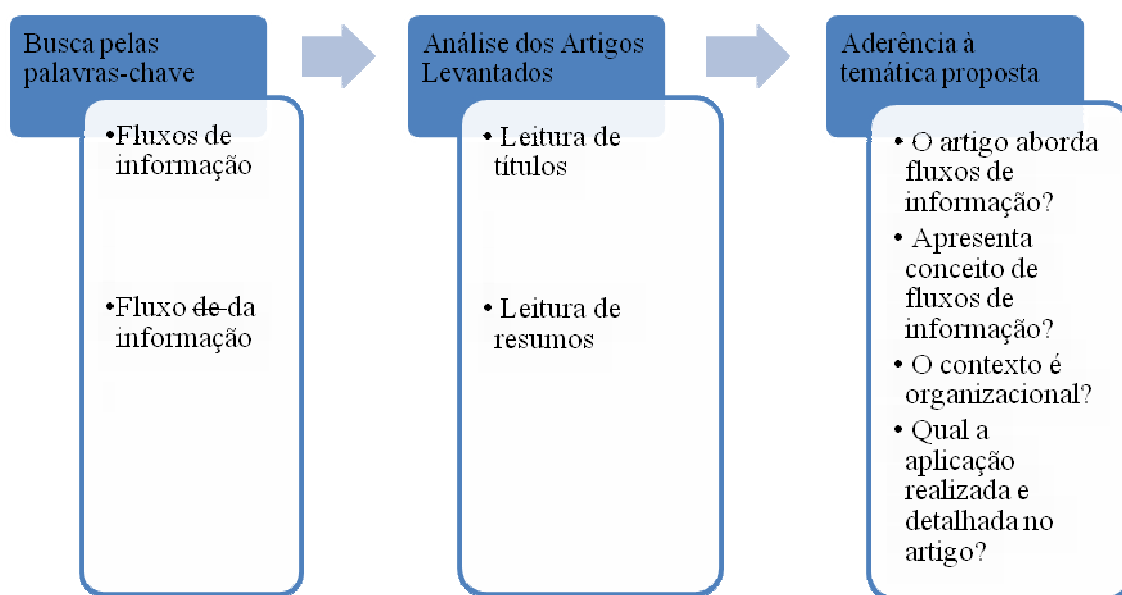 Busca pelas
palavras-chave
•Fluxos de
informação
•Fluxo ~~de~~ da
informação
Análise dos Artigos
Levantados
• Leitura de
títulos
• Leitura de
resumos
Aderência à
temática proposta
• O artigo aborda
fluxos de
informação?
• Apresenta
conceito de
fluxos de
informação?
• O contexto é
organizacional?
• Qual a
aplicação
realizada e
detalhada no
artigo?